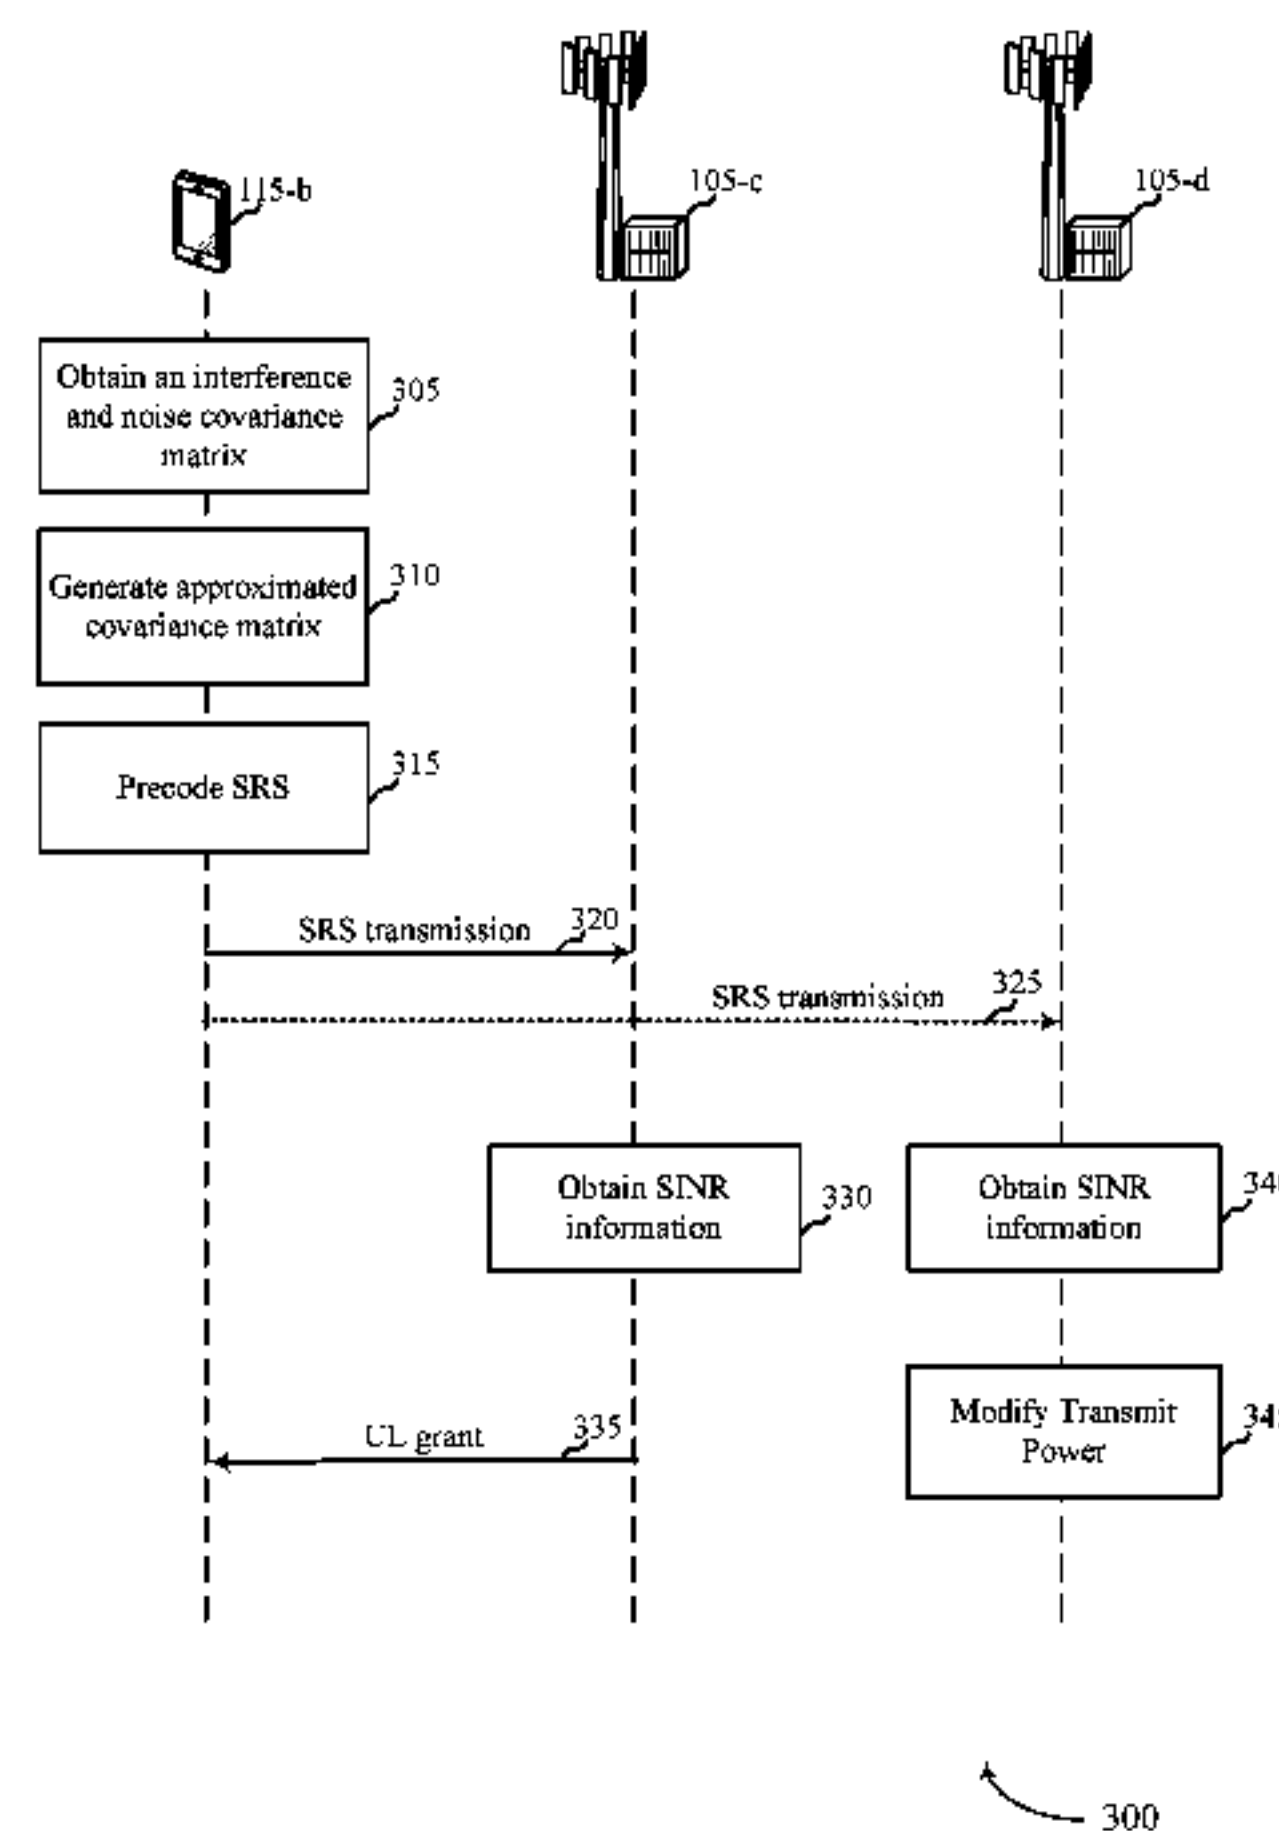 115-b
105-c
105-d
Obtain an interference
and noise covariance
matrix
305
Generate approximated
covariance matrix
310
Precode SRS
315
SRS transmission
320
SRS transmission
325
Obtain SINR
information
330
Obtain SINR
information
Modify Transmit
Power
UL grant
335
300